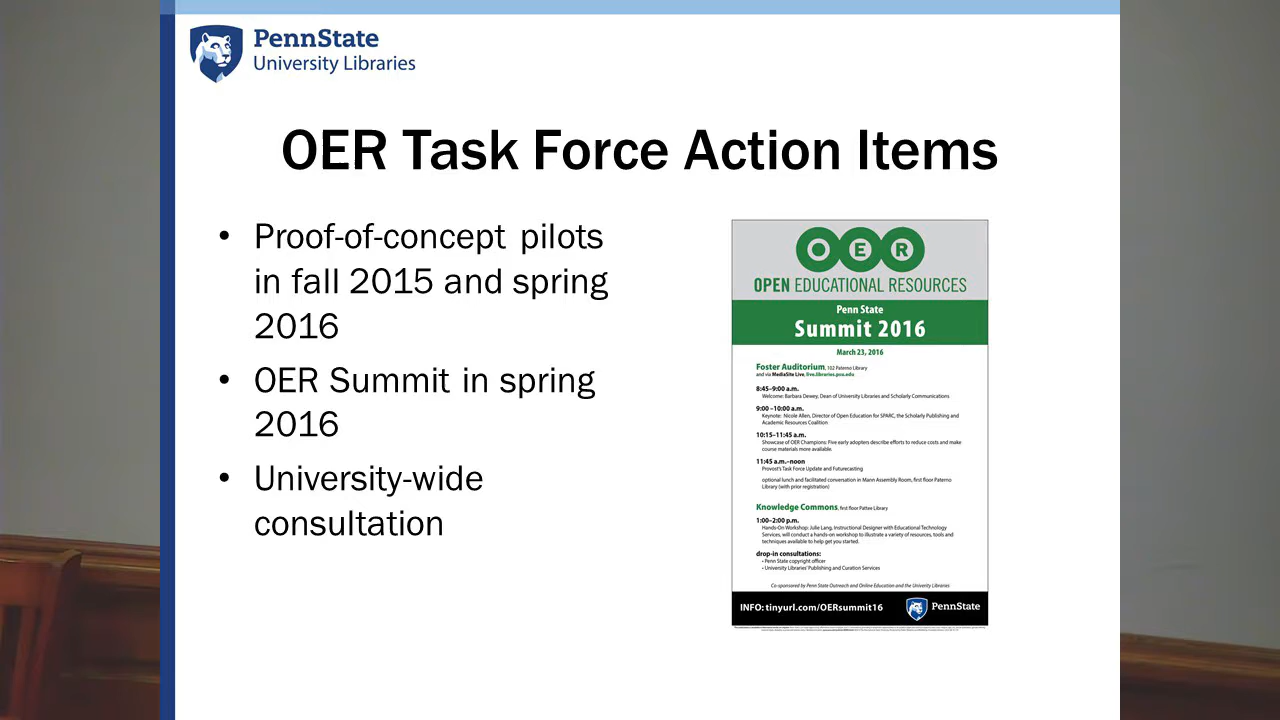 PennState
University Libraries
OER Task Force Action Items
• Proof-of-concept pilots
in fall 2015 and spring
2016
• OER Summit in spring
2016
• University-wide
consultation
OER
OPEN EDUCATIONAL RESOURCES
Penn State
Summit 2016
March 23, 2016
Foster Auditorium, 102 Paterno Library
and via MediaSite Live, live.libraries.psu.edu
8:45–9:00 a.m.
Welcome: Barbara Dewey, Dean of University Libraries and Scholarly Communications
9:00 –10:00 a.m.
Keynote: Nicole Allen, Director of Open Education for SPARC, the Scholarly Publishing and
Academic Resources Coalition
10:15–11:45 a.m.
Showcase of OER Champions: Five early adopters describe efforts to reduce costs and make
course materials more available.
11:45 a.m.–noon
Provost's Task Force Update and Futurecasting
optional lunch and facilitated conversation in Mann Assembly Room, first floor Paterno
Library (with prior registration)
Knowledge Commons, first floor Pattee Library
1:00–2:00 p.m.
Hands-On Workshop: Julie Lang, Instructional Designer with Educational Technology
Services, will conduct a hands-on workshop to illustrate a variety of resources, tools and
techniques available to help get you started.
drop-in consultations:
• Penn State copyright officer
• University Libraries' Publishing and Curation Services
Co-sponsored by Penn State Outreach and Online Education and the Univerity Libraries
INFO: tinyurl.com/OERsummit16
PennState